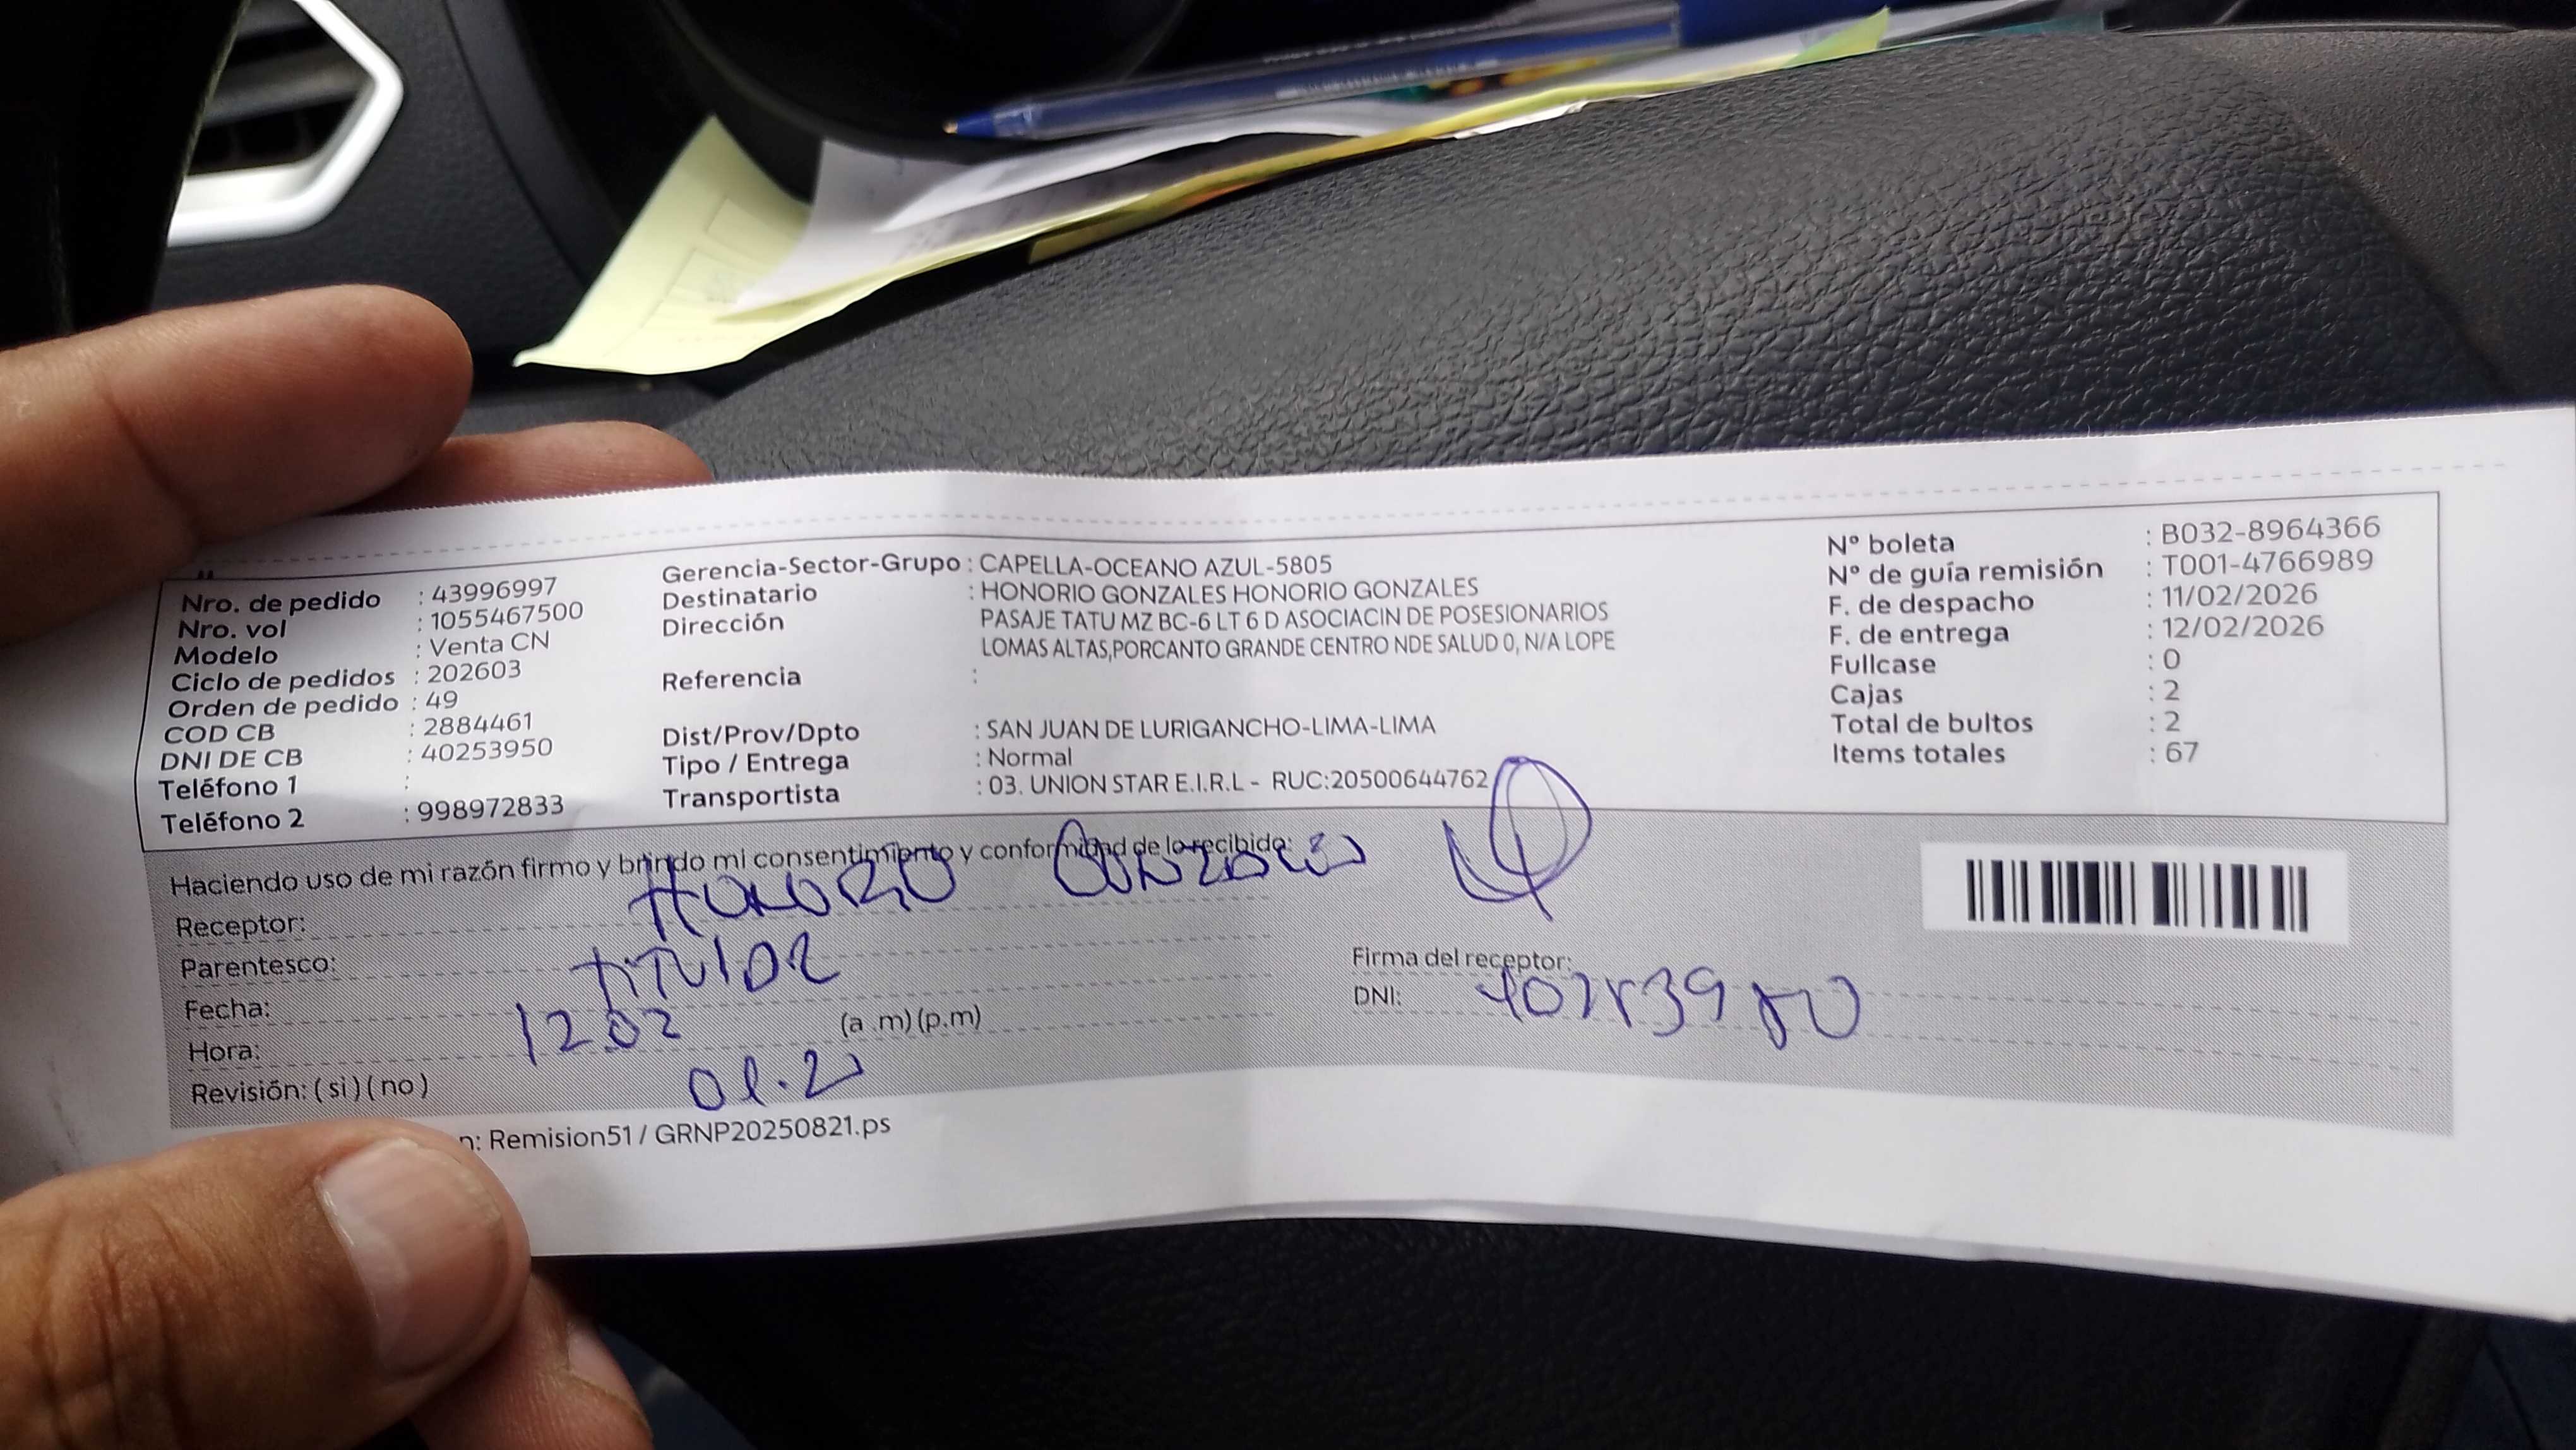 Nro. de pedido : 43996997
Nro. vol : 1055467500
Modelo : Venta CN
Ciclo de pedidos : 202603
Orden de pedido : 49
COD CB : 2884461
DNI DE CB : 40253950
Teléfono 1 :
Teléfono 2 : 998972833
Gerencia-Sector-Grupo : CAPELLA-OCEANO AZUL-5805
Destinatario : HONORIO GONZALES HONORIO GONZALES
Dirección PASAJE TATU MZ BC-6 LT 6 D ASOCIACIN DE POSESIONARIOS
LOMAS ALTAS,PORCANTO GRANDE CENTRO NDE SALUD 0, N/A LOPE
Referencia :
Dist/Prov/Dpto : SAN JUAN DE LURIGANCHO-LIMA-LIMA
Tipo / Entrega : Normal
Transportista : 03. UNION STAR E.I.R.L - RUC:20500644762
N° boleta : B032-8964366
N° de guía remisión : T001-4766989
F. de despacho : 11/02/2026
F. de entrega : 12/02/2026
Fullcase : 0
Cajas : 2
Total de bultos : 2
Items totales : 67
Haciendo uso de mi razón firmo y brindo mi consentimiento y conformidad de lo recibido:
Receptor: HONORIO GONZALES
Parentesco: TITULAR
Fecha: 12.02
Hora: (a .m) (p.m)
Revisión: ( si ) ( no )
Firma del receptor:
DNI:
n: Remision51 / GRNP20250821.ps